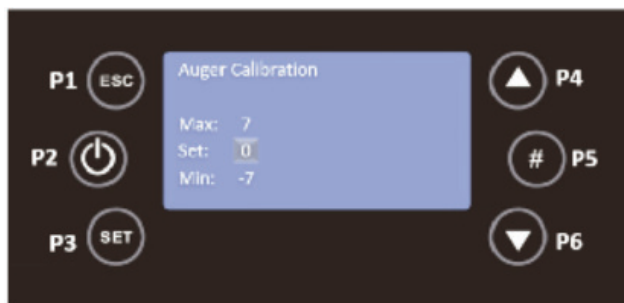 P1 ESC
Auger Calibration
P4
Max: 7
P2
Set: 0
# P5
Min: -7
P3 SET
P6